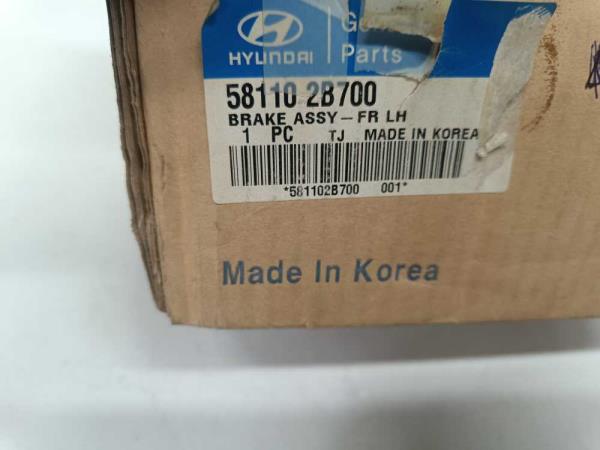 HYUNDAI
Parts
58110 2B700
BRAKE ASSY-FR LH
1 PC TJ MADE IN KOREA
*581102B700 001*
Made In Korea